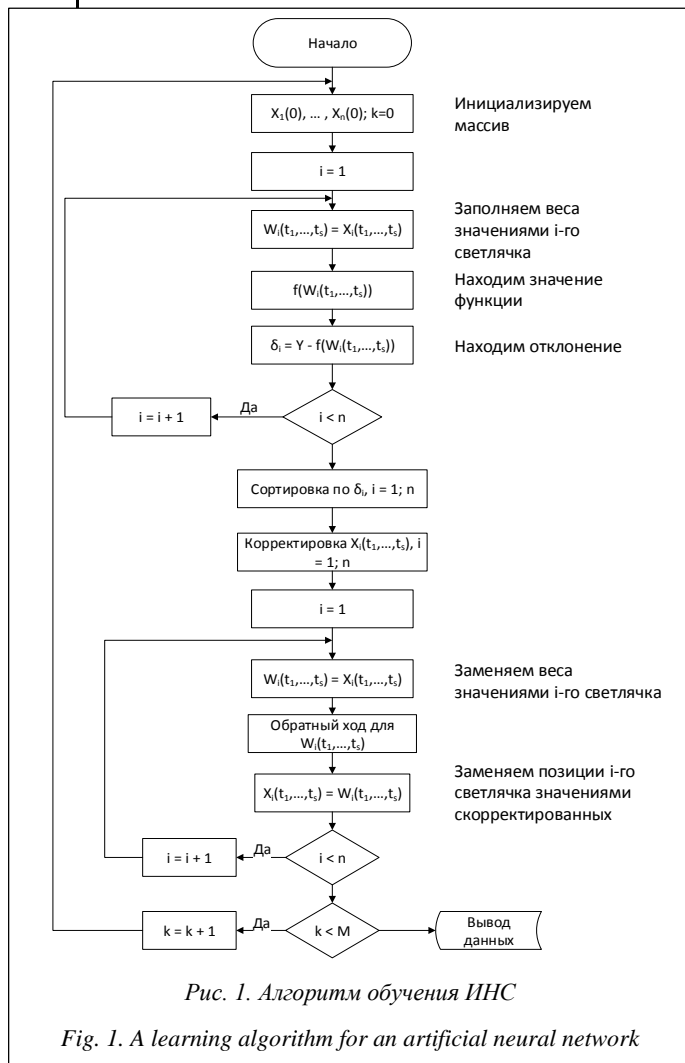 Начало
X₁(0), ... , Xₙ(0); k=0
Инициализируем
массив
i = 1
Wᵢ(t₁,...,tₛ) = Xᵢ(t₁,...,tₛ)
Заполняем веса
значениями i-го
светлячка
f(Wᵢ(t₁,...,tₛ))
Находим значение
функции
δᵢ = Y - f(Wᵢ(t₁,...,tₛ))
Находим отклонение
i = i + 1
Да
i < n
Сортировка по δᵢ, i = 1; n
Корректировка Xᵢ(t₁,...,tₛ), i
= 1; n
i = 1
Wᵢ(t₁,...,tₛ) = Xᵢ(t₁,...,tₛ)
Заменяем веса
значениями i-го светлячка
Обратный ход для
Wᵢ(t₁,...,tₛ)
Xᵢ(t₁,...,tₛ) = Wᵢ(t₁,...,tₛ)
Заменяем позиции i-го
светлячка значениями
скорректированных
i = i + 1
Да
i < n
k = k + 1
Да
k < M
Вывод
данных
Рис. 1. Алгоритм обучения ИНС
Fig. 1. A learning algorithm for an artificial neural network